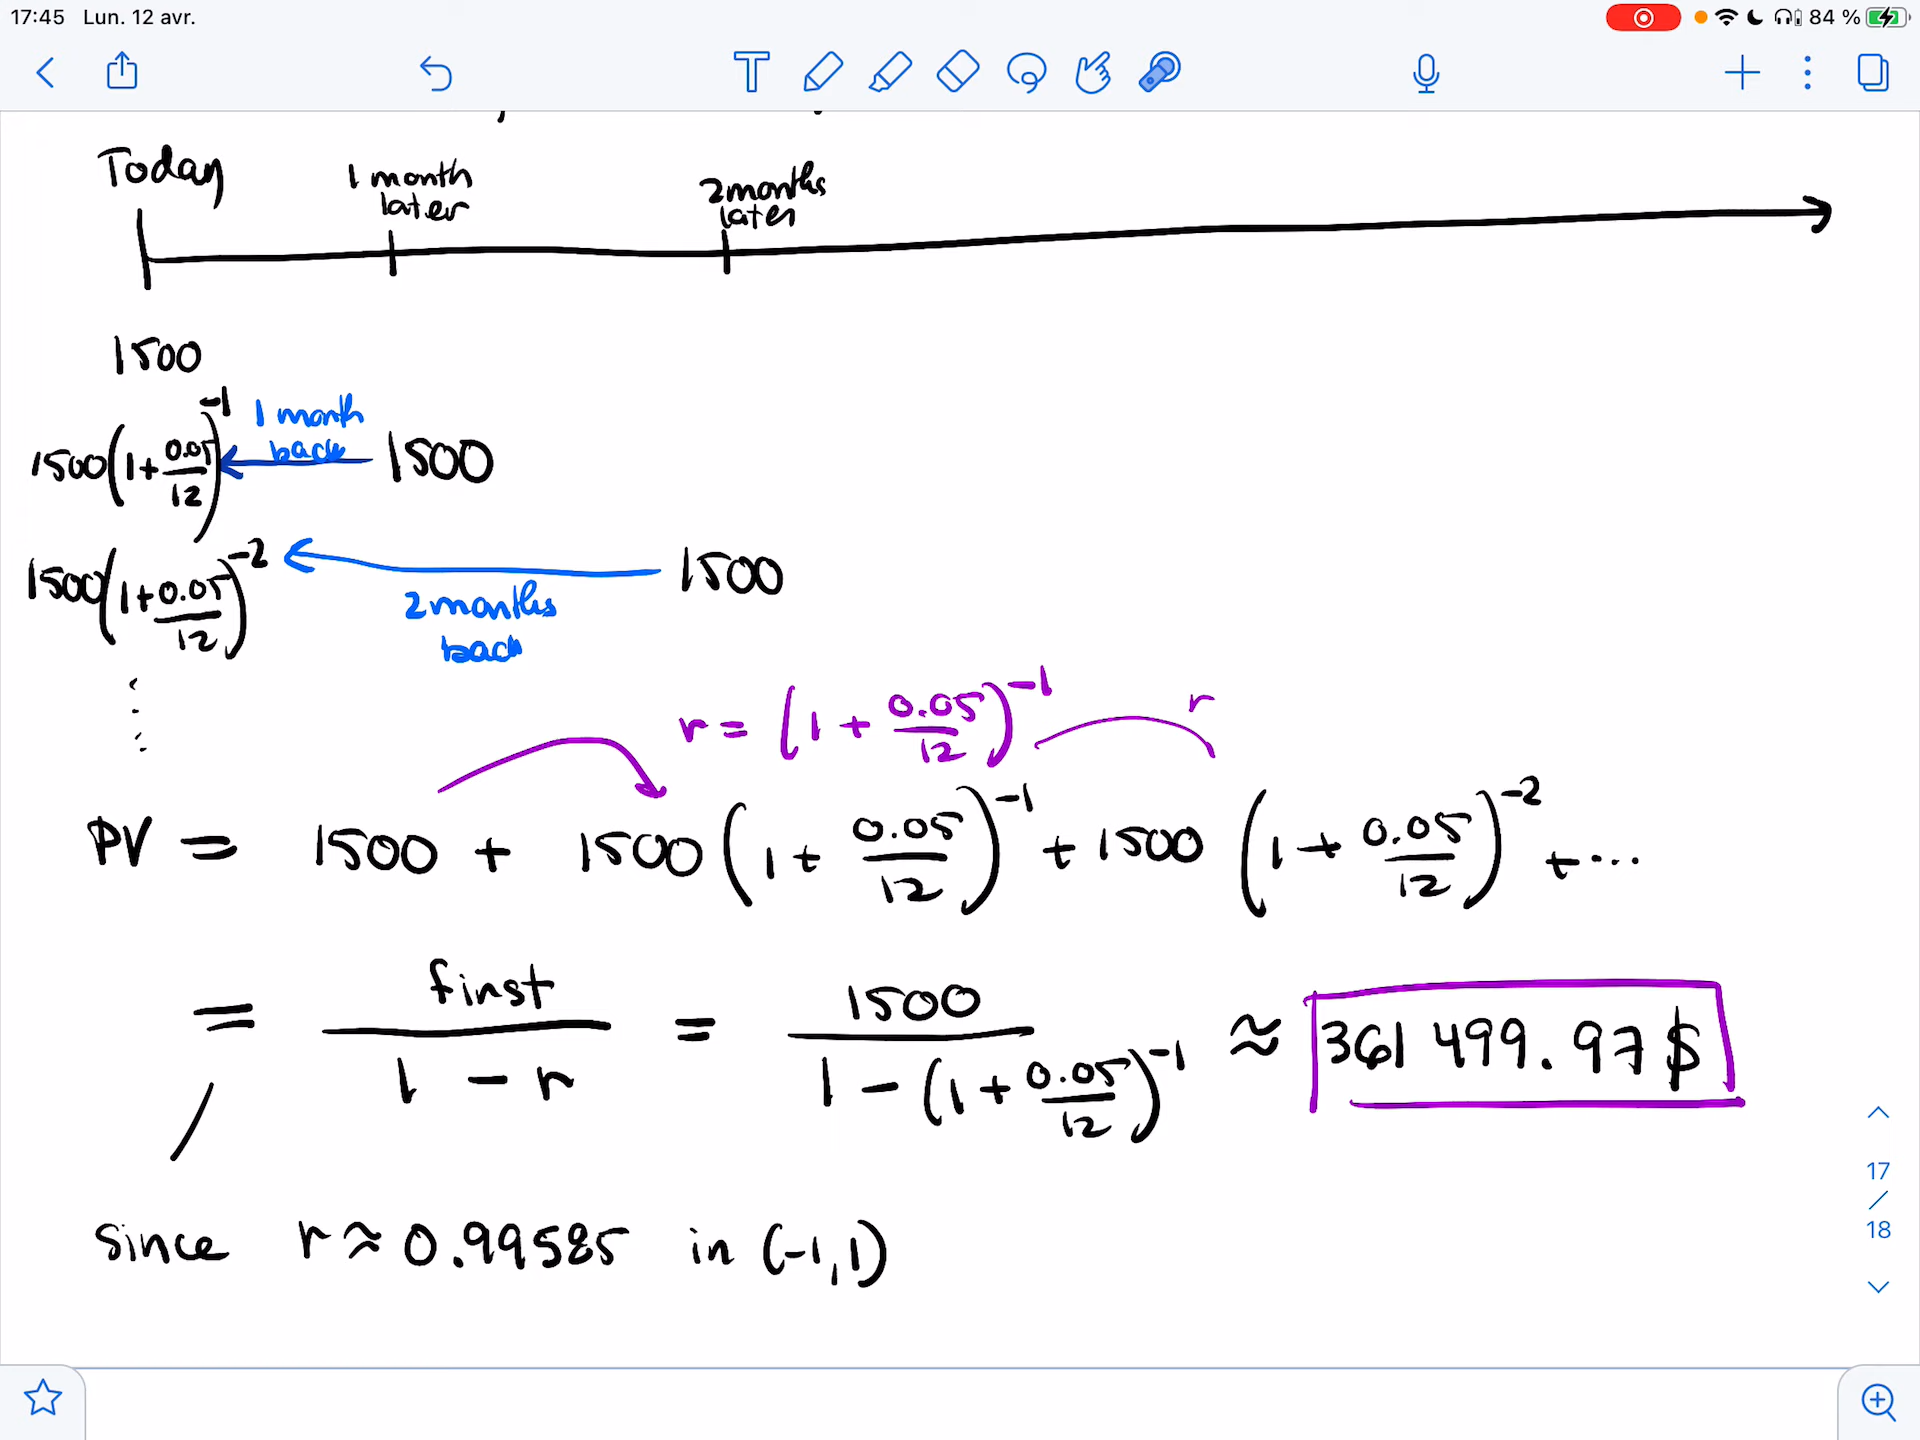 17:45 Lun. 12 avr. 84 %
T
Today
1 month later
2 months later
1500
1500(1+0.05/12)^-1 1 month back 1500
1500(1+0.05/12)^-2 2 months back 1500
⋮
r = (1 + 0.05/12)^-1 r
PV = 1500 + 1500 (1 + 0.05/12)^-1 + 1500 (1 + 0.05/12)^-2 + ...
= first / (1 - r) = 1500 / (1 - (1 + 0.05/12)^-1) ≈ 361 499.97 $
since r ≈ 0.99585 in (-1,1)
17 / 18